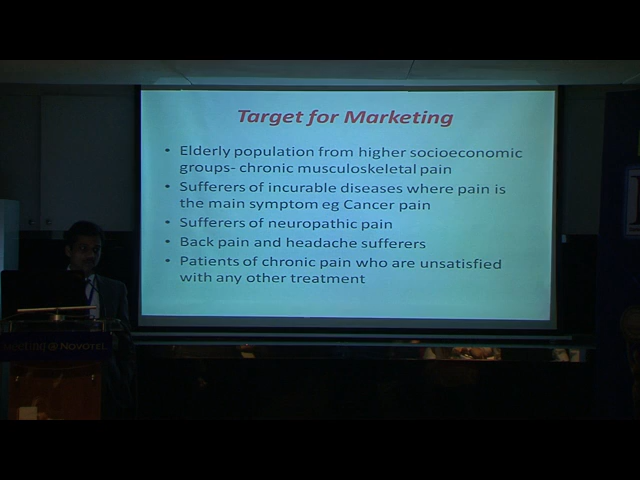 Target for Marketing
• Elderly population from higher socioeconomic
groups- chronic musculoskeletal pain
• Sufferers of incurable diseases where pain is
the main symptom eg Cancer pain
• Sufferers of neuropathic pain
• Back pain and headache sufferers
• Patients of chronic pain who are unsatisfied
with any other treatment
@ NOVOTEL